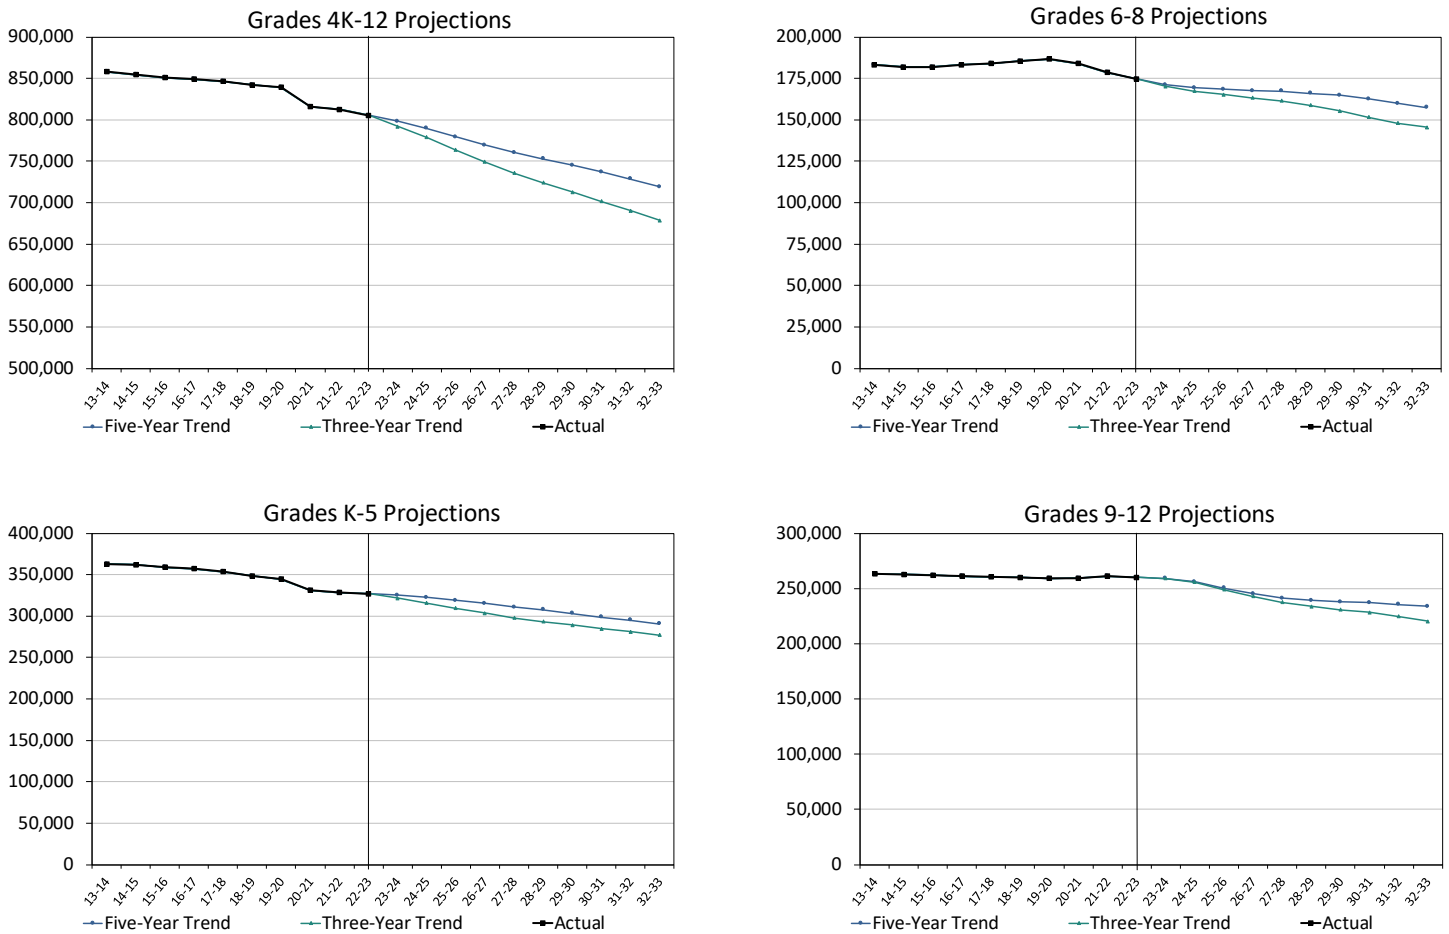 Grades 4K-12 Projections
900,000
850,000
800,000
750,000
700,000
650,000
600,000
550,000
500,000
13-14 14-15 15-16 16-17 17-18 18-19 19-20 20-21 21-22 22-23 23-24 24-25 25-26 26-27 27-28 28-29 29-30 30-31 31-32 32-33
Five-Year Trend Three-Year Trend Actual
Grades 6-8 Projections
200,000
175,000
150,000
125,000
100,000
75,000
50,000
25,000
0
13-14 14-15 15-16 16-17 17-18 18-19 19-20 20-21 21-22 22-23 23-24 24-25 25-26 26-27 27-28 28-29 29-30 30-31 31-32 32-33
Five-Year Trend Three-Year Trend Actual
Grades K-5 Projections
400,000
350,000
300,000
250,000
200,000
150,000
100,000
50,000
0
13-14 14-15 15-16 16-17 17-18 18-19 19-20 20-21 21-22 22-23 23-24 24-25 25-26 26-27 27-28 28-29 29-30 30-31 31-32 32-33
Five-Year Trend Three-Year Trend Actual
Grades 9-12 Projections
300,000
250,000
200,000
150,000
100,000
50,000
0
13-14 14-15 15-16 16-17 17-18 18-19 19-20 20-21 21-22 22-23 23-24 24-25 25-26 26-27 27-28 28-29 29-30 30-31 31-32 32-33
Five-Year Trend Three-Year Trend Actual